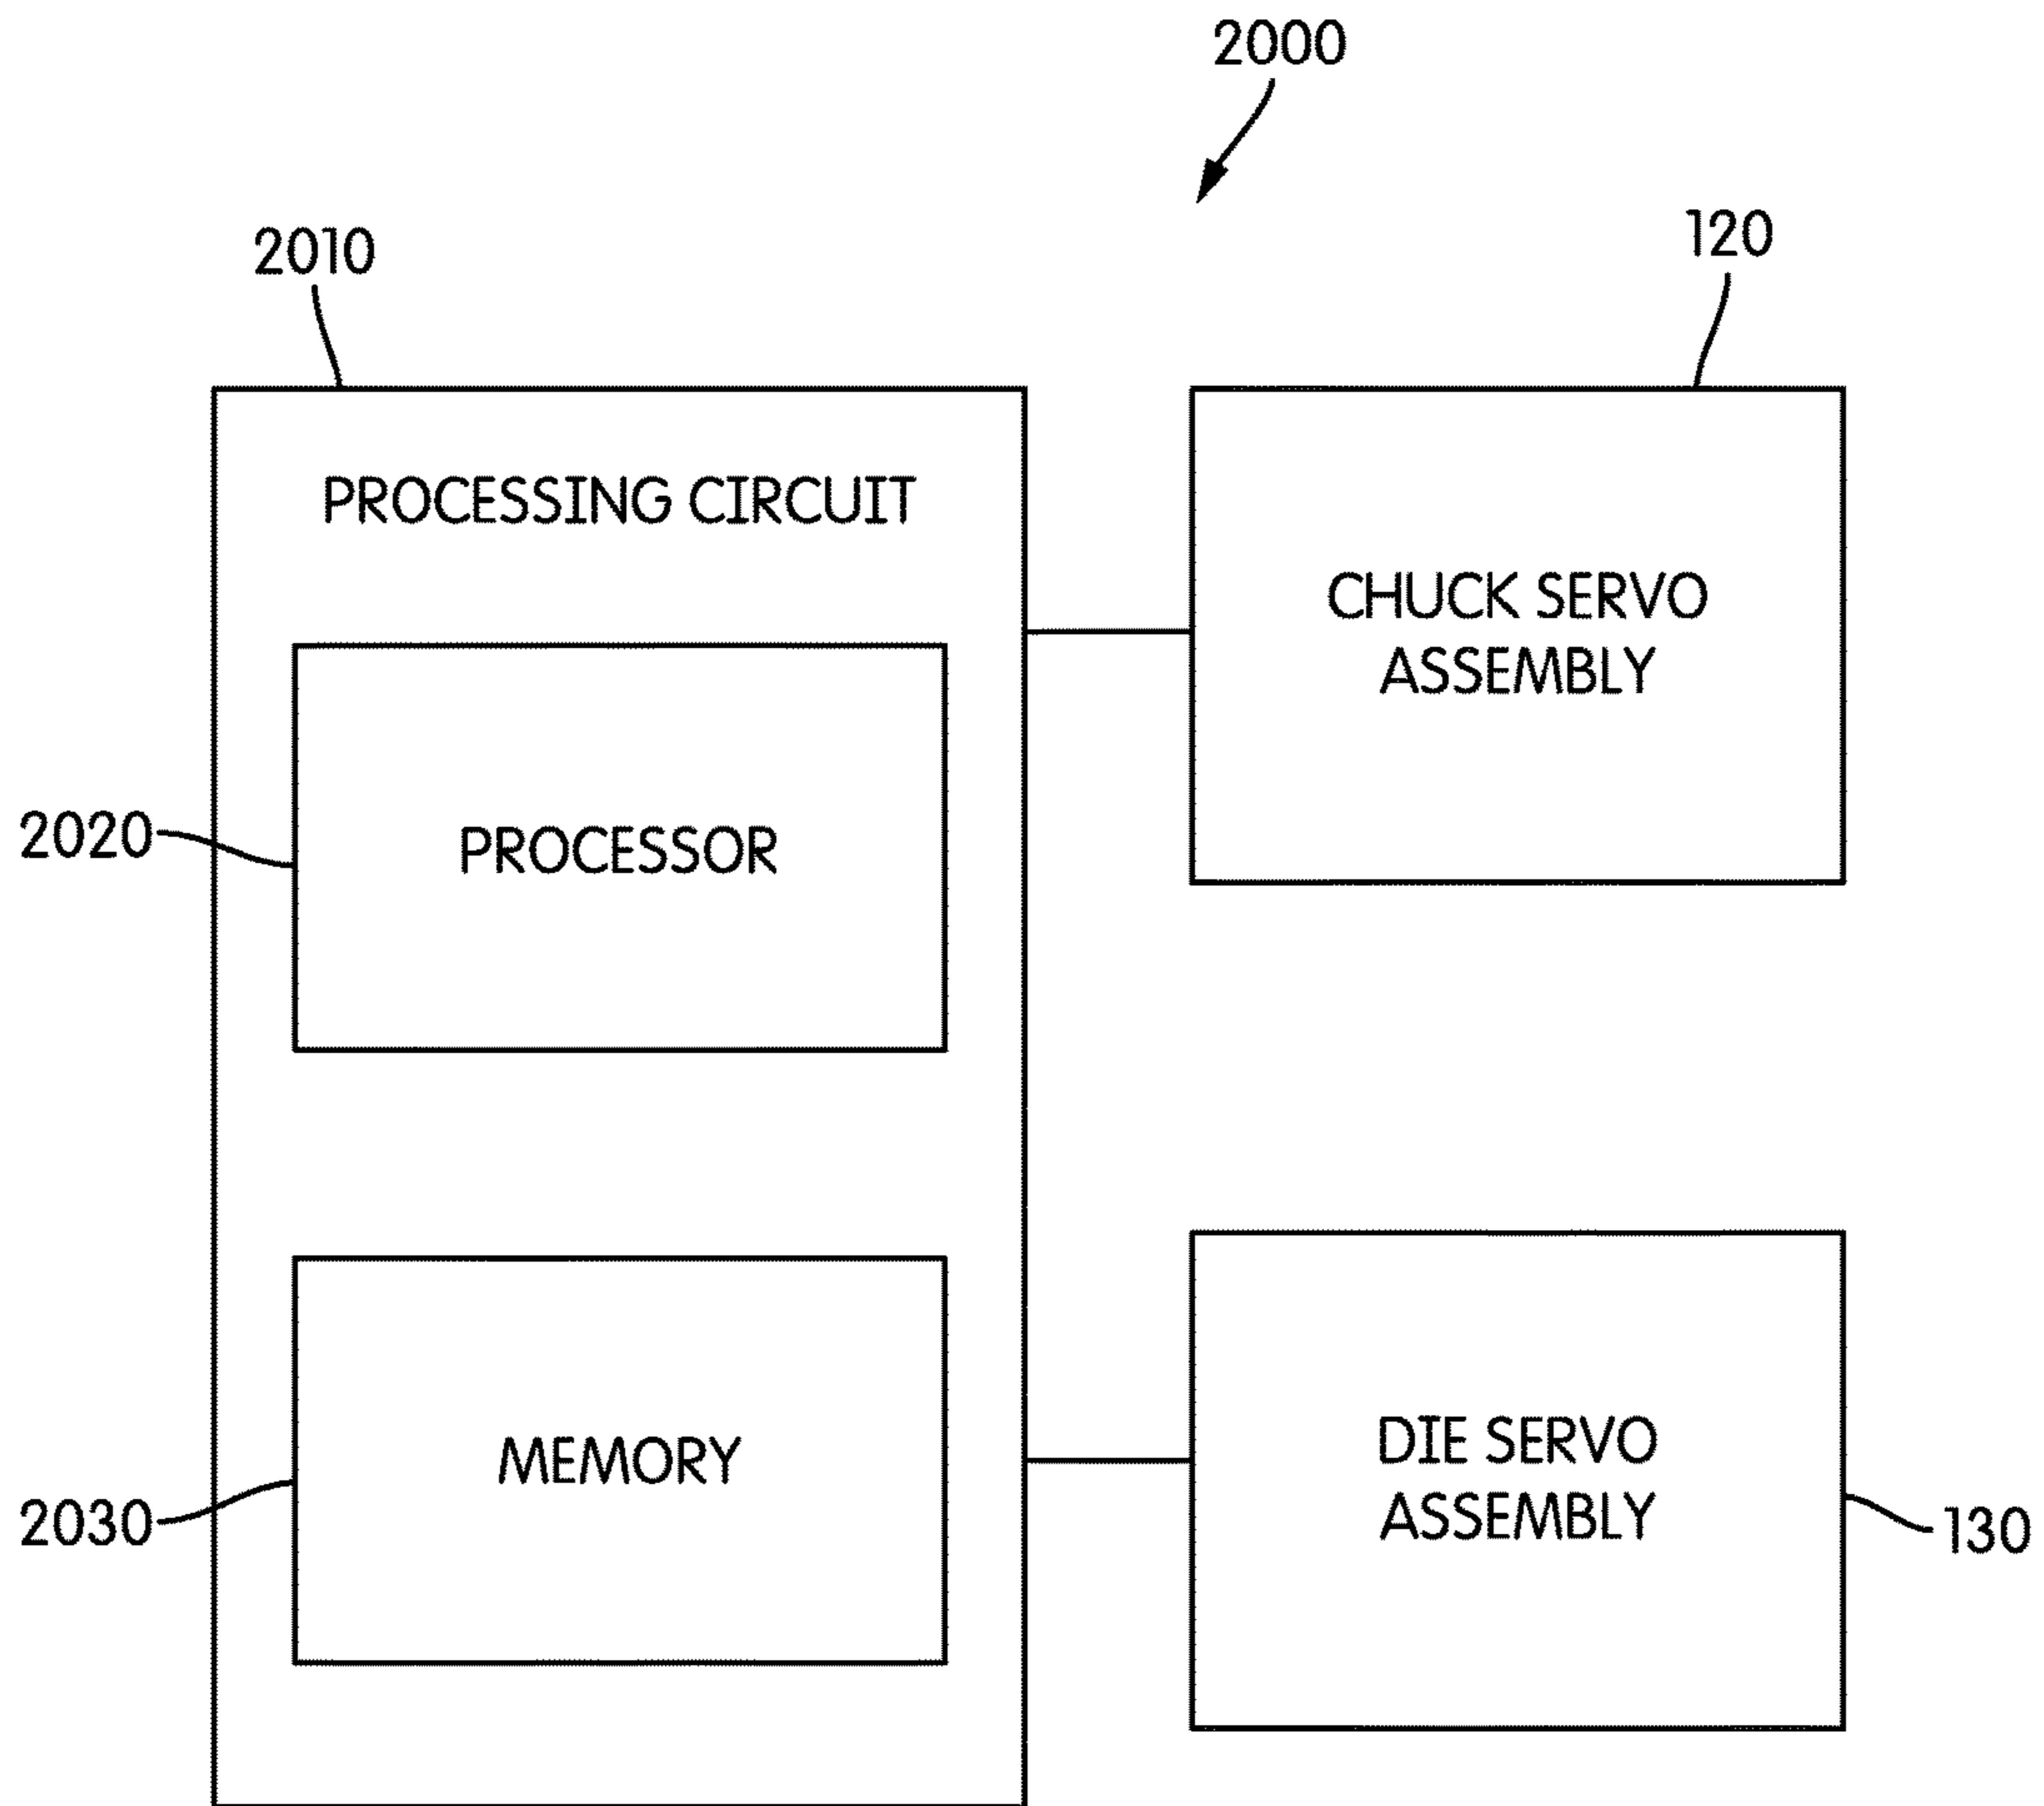 2000
2010
120
PROCESSING CIRCUIT
CHUCK SERVO
ASSEMBLY
2020
PROCESSOR
MEMORY
2030
DIE SERVO
ASSEMBLY
130